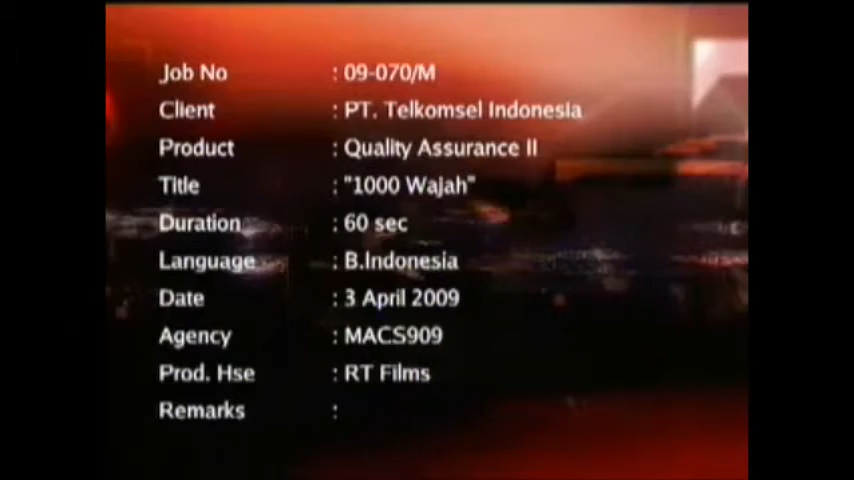 Job No : 09-070/M
Client : PT. Telkomsel Indonesia
Product : Quality Assurance II
Title : "1000 Wajah"
Duration : 60 sec
Language : B.Indonesia
Date : 3 April 2009
Agency : MACS909
Prod. Hse : RT Films
Remarks :